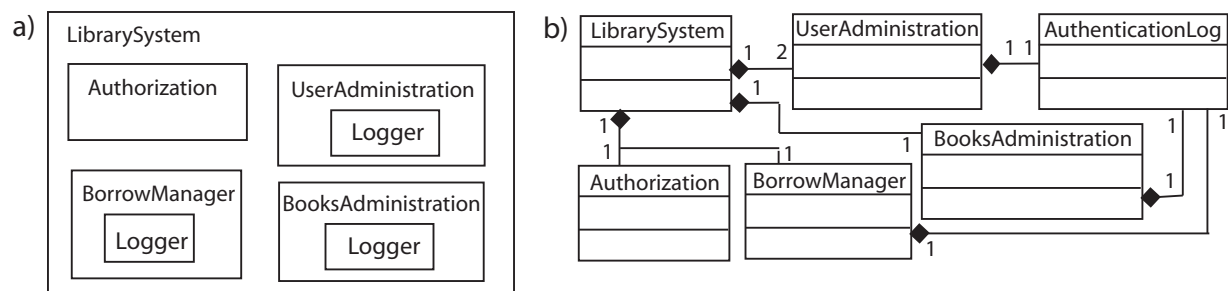 a)
LibrarySystem
Authorization
UserAdministration
Logger
BorrowManager
Logger
BooksAdministration
Logger
b)
LibrarySystem
UserAdministration
AuthenticationLog
1
2
1
1
1
1
1
1
1
1
1
BooksAdministration
1
Authorization
BorrowManager
1